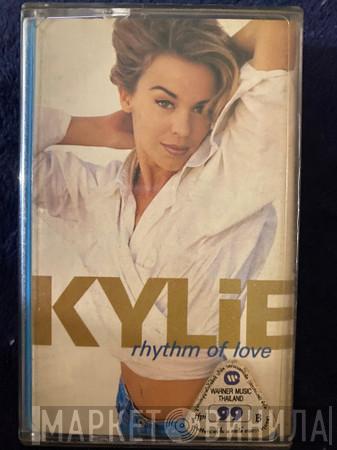 KYLiE
rhythm of love
WARNER MUSIC
THAILAND
99
МАРКЕТ ВИНИЛА